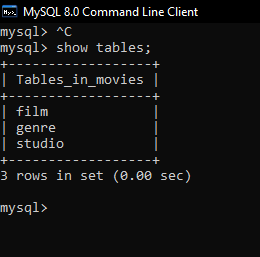 MySQL 8.0 Command Line Client
mysql> ^C
mysql> show tables;
+------------------+
| Tables_in_movies |
+------------------+
| film             |
| genre            |
| studio           |
+------------------+
3 rows in set (0.00 sec)
mysql>